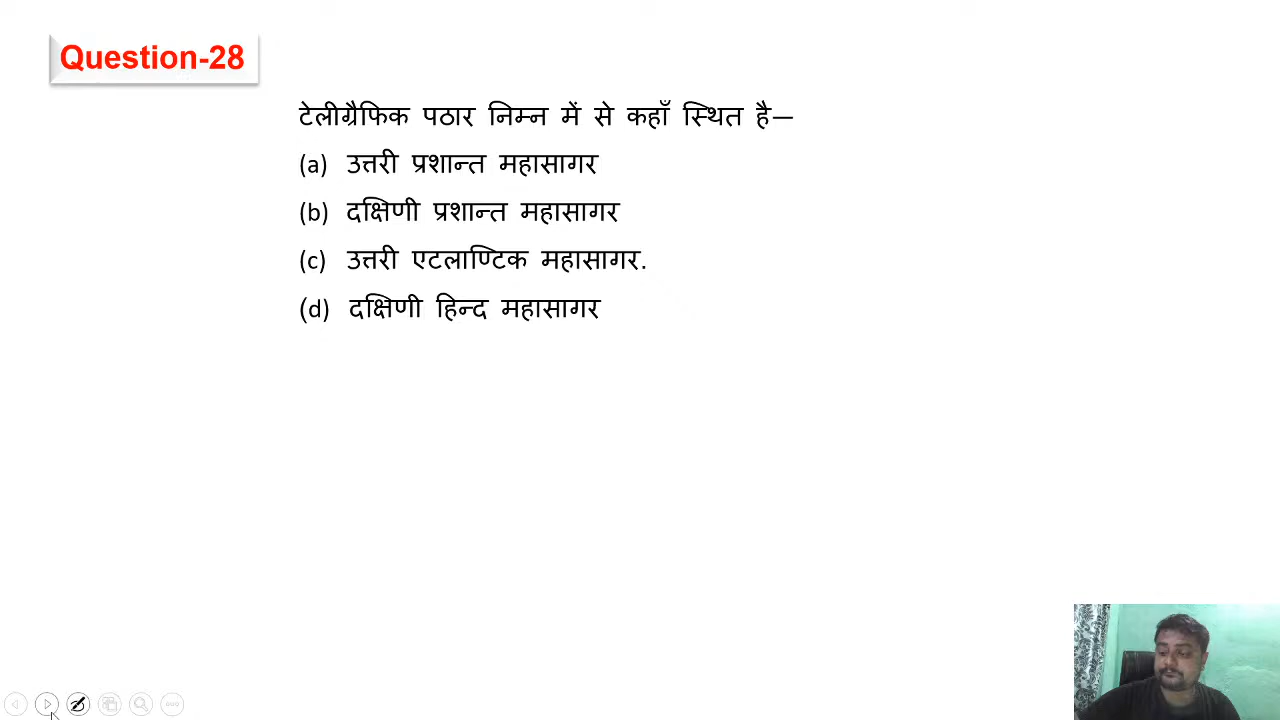 Question-28
टेलीग्रैफिक पठार निम्न में से कहाँ स्थित है—
(a) उत्तरी प्रशान्त महासागर
(b) दक्षिणी प्रशान्त महासागर
(c) उत्तरी एटलाण्टिक महासागर.
(d) दक्षिणी हिन्द महासागर